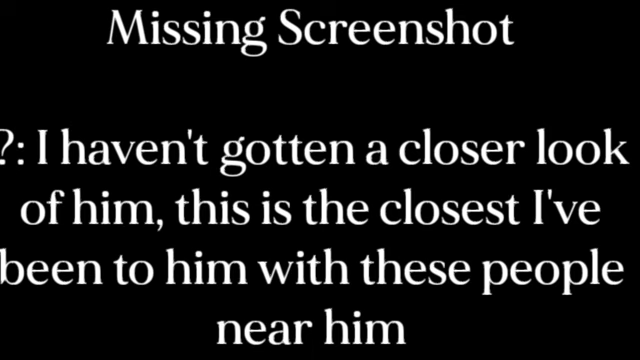 Missing Screenshot
?: I haven't gotten a closer look
of him, this is the closest I've
been to him with these people
near him